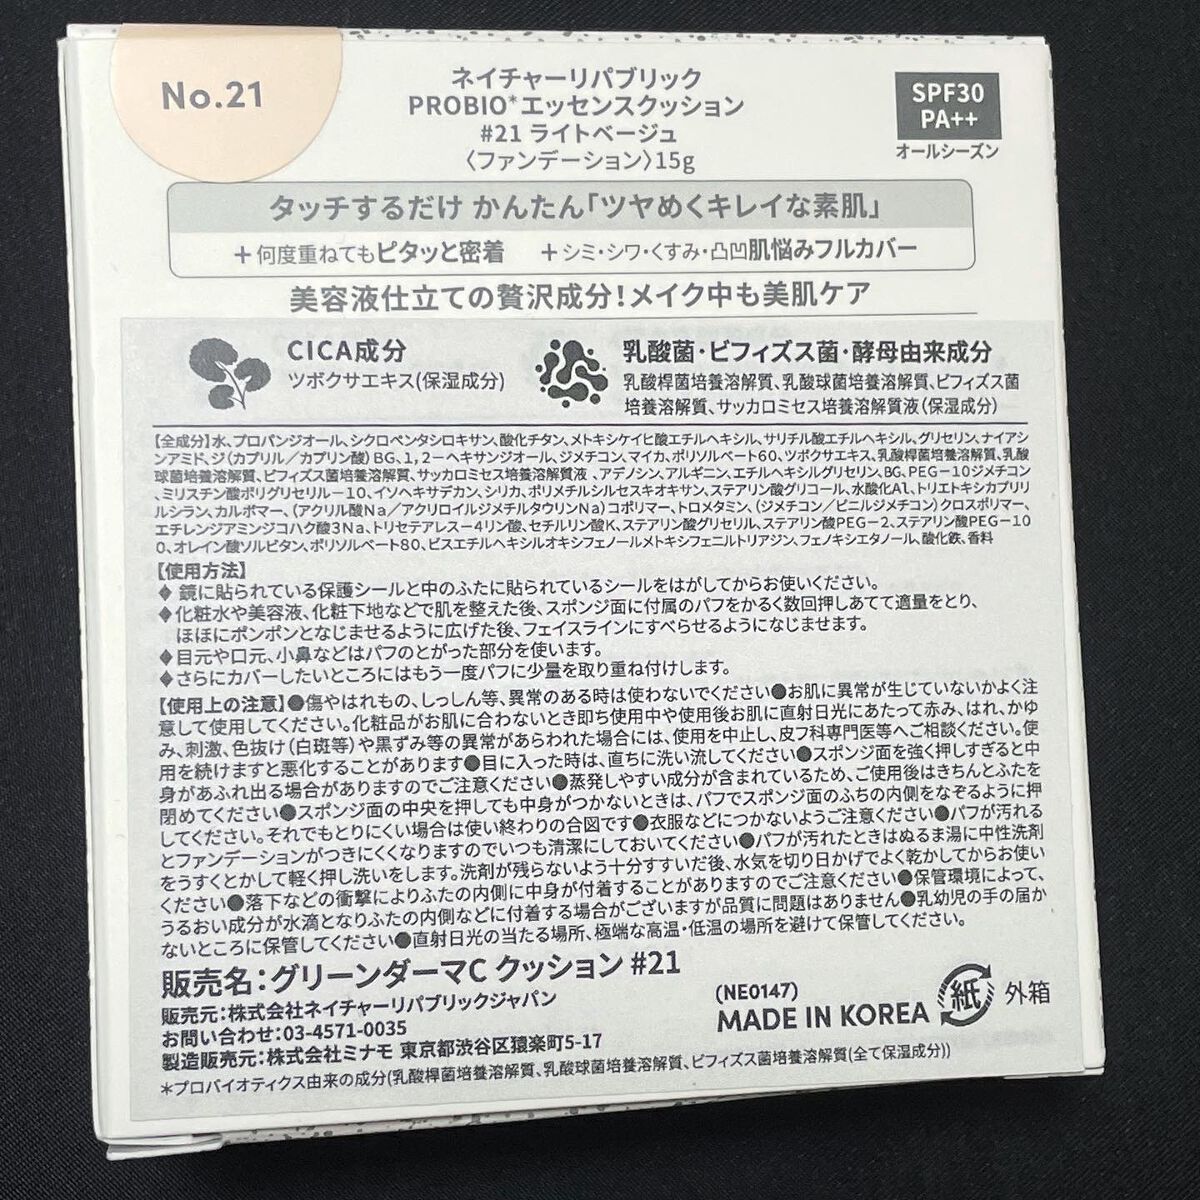 No.21
ネイチャーリパブリック
PROBIO*エッセンスクッション
#21 ライトベージュ
〈ファンデーション〉15g
SPF30
PA++
オールシーズン
タッチするだけ かんたん「ツヤめくキレイな素肌」
+何度重ねてもピタッと密着 +シミ・シワ・くすみ・凸凹肌悩みフルカバー
美容液仕立ての贅沢成分!メイク中も美肌ケア
CICA成分
ツボクサエキス(保湿成分)
乳酸菌・ビフィズス菌・酵母由来成分
乳酸桿菌培養溶解質、乳酸球菌培養溶解質、ビフィズス菌
培養溶解質、サッカロミセス培養溶解質液(保湿成分)
【全成分】水、プロパンジオール、シクロペンタシロキサン、酸化チタン、メトキシケイヒ酸エチルヘキシル、サリチル酸エチルヘキシル、グリセリン、ナイアシ
ンアミド、ジ(カプリル/カプリン酸)BG、1,2-ヘキサンジオール、ジメチコン、マイカ、ポリソルベート60、ツボクサエキス、乳酸桿菌培養溶解質、乳酸
球菌培養溶解質、ビフィズス菌培養溶解質、サッカロミセス培養溶解質液 、アデノシン、アルギニン、エチルヘキシルグリセリン、BG、PEG-10ジメチコン
、ミリスチン酸ポリグリセリル-10、イソヘキサデカン、シリカ、ポリメチルシルセスキオキサン、ステアリン酸グリコール、水酸化Al、トリエトキシカプリリ
ルシラン、カルボマー、(アクリル酸Na/アクリロイルジメチルタウリンNa)コポリマー、トロメタミン、(ジメチコン/ビニルジメチコン)クロスポリマー、
エチレンジアミンジコハク酸3Na、トリセテアレス-4リン酸、セチルリン酸K、ステアリン酸グリセリル、ステアリン酸PEG-2、ステアリン酸PEG-10
0、オレイン酸ソルビタン、ポリソルベート80、ビスエチルヘキシルオキシフェノールメトキシフェニルトリアジン、フェノキシエタノール、酸化鉄、香料
【使用方法】
◆ 鏡に貼られている保護シールと中のふたに貼られているシールをはがしてからお使いください。
◆化粧水や美容液、化粧下地などで肌を整えた後、スポンジ面に付属のパフをかるく数回押しあてて適量をとり、
ほほにポンポンとなじませるように広げた後、フェイスラインにすべらせるようになじませます。
◆目元や口元、小鼻などはパフのとがった部分を使います。
◆さらにカバーしたいところにはもう一度パフに少量を取り重ね付けします。
【使用上の注意】●傷やはれもの、しっしん等、異常のある時は使わないでください●お肌に異常が生じていないかよく注
意して使用してください。化粧品がお肌に合わないとき即ち使用中や使用後お肌に直射日光にあたって赤み、はれ、かゆ
み、刺激、色抜け(白斑等)や黒ずみ等の異常があらわれた場合には、使用を中止し、皮フ科専門医等へご相談ください。使
用を続けますと悪化することがあります●目に入った時は、直ちに洗い流してください●スポンジ面を強く押しすぎると中
身があふれ出る場合がありますのでご注意ください●蒸発しやすい成分が含まれているため、ご使用後はきちんとふたを
閉めてください●スポンジ面の中央を押しても中身がつかないときは、パフでスポンジ面のふちの内側をなぞるように押
してください。それでもとりにくい場合は使い終わりの合図です●衣服などにつかないようご注意ください●パフが汚れる
とファンデーションがつきにくくなりますのでいつも清潔にしておいてください●パフが汚れたときはぬるま湯に中性洗剤
をうすくとかして軽く押し洗いをします。洗剤が残らないよう十分すすいだ後、水気を切り日かげでよく乾かしてからお使い
ください●落下などの衝撃によりふたの内側に中身が付着することがありますのでご注意ください●保管環境によって、
うるおい成分が水滴となりふたの内側などに付着する場合がございますが品質に問題はありません●乳幼児の手の届か
ないところに保管してください●直射日光の当たる場所、極端な高温・低温の場所を避けて保管してください。
販売名:グリーンダーマC クッション #21
販売元:株式会社ネイチャーリパブリックジャパン
お問い合わせ:03-4571-0035
製造販売元:株式会社ミナモ 東京都渋谷区猿楽町5-17
(NE0147)
MADE IN KOREA
紙 外箱
*プロバイオティクス由来の成分(乳酸桿菌培養溶解質、乳酸球菌培養溶解質、ビフィズス菌培養溶解質(全て保湿成分))